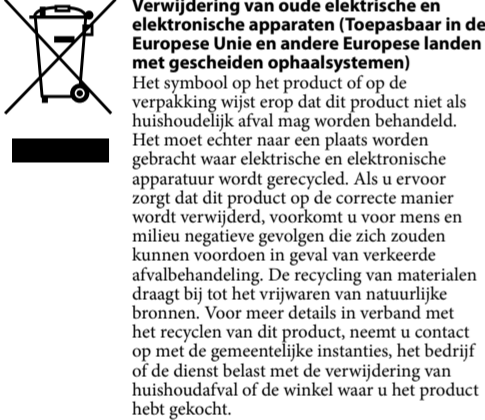 Verwijdering van oude elektrische en
elektronische apparaten (Toepasbaar in de
Europese Unie en andere Europese landen
met gescheiden ophaalsystemen)
Het symbool op het product of op de
verpakking wijst erop dat dit product niet als
huishoudelijk afval mag worden behandeld.
Het moet echter naar een plaats worden
gebracht waar elektrische en elektronische
apparatuur wordt gerecycled. Als u ervoor
zorgt dat dit product op de correcte manier
wordt verwijderd, voorkomt u voor mens en
milieu negatieve gevolgen die zich zouden
kunnen voordoen in geval van verkeerde
afvalbehandeling. De recycling van materialen
draagt bij tot het vrijwaren van natuurlijke
bronnen. Voor meer details in verband met
het recyclen van dit product, neemt u contact
op met de gemeentelijke instanties, het bedrijf
of de dienst belast met de verwijdering van
huishoudafval of de winkel waar u het product
hebt gekocht.